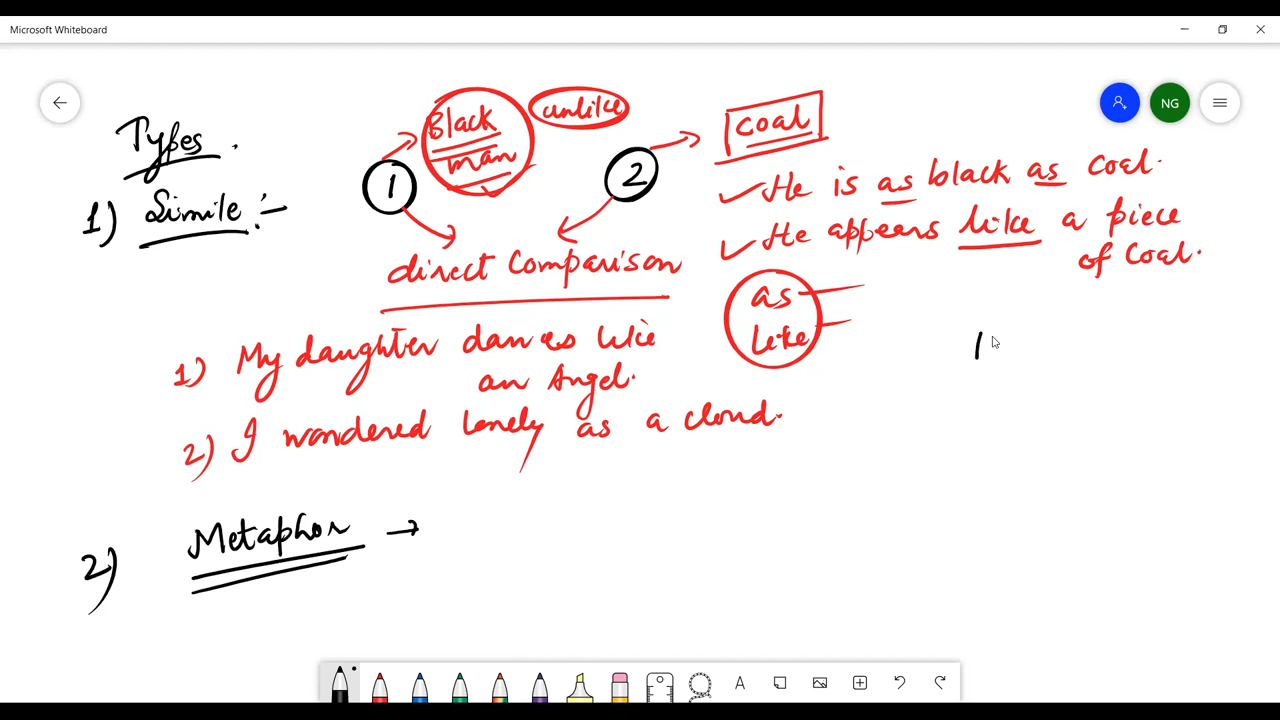 Microsoft Whiteboard
NG
Types.
1) Simile :-
1
Black
man
unlike
2
coal
He is as black as coal.
He appears like a piece
of coal.
direct Comparison
as
like
1) My daughter dances like
an Angel.
2) I wandered lonely as a cloud.
2) Metaphor →
A